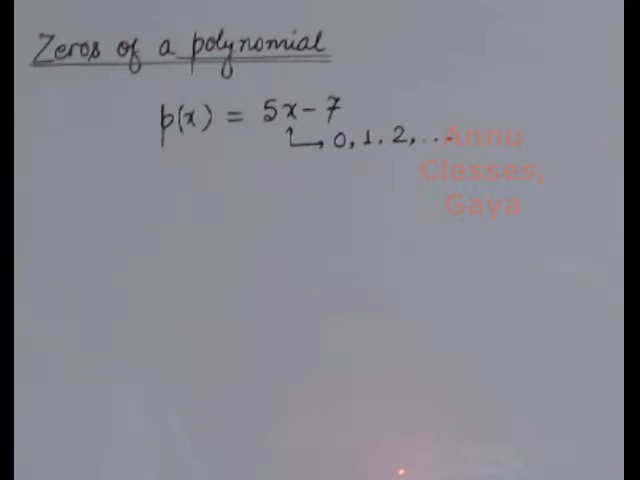 Zeros of a polynomial
p(x) = 5x - 7
0, 1. 2, ...
Annu
Classes,
Gaya